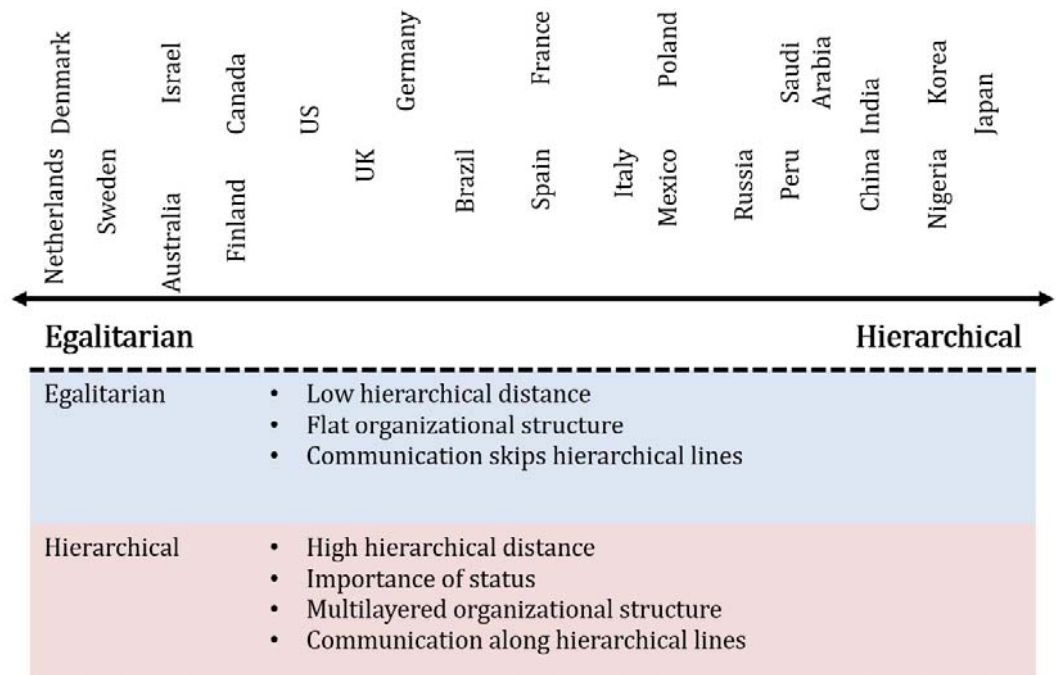 Denmark
Israel
Canada
US
Germany
France
Poland
Saudi
Arabia
India
Korea
Japan
Netherlands
Sweden
Australia
Finland
UK
Brazil
Spain
Italy
Mexico
Russia
Peru
China
Nigeria
Egalitarian
Hierarchical
Egalitarian
• Low hierarchical distance
• Flat organizational structure
• Communication skips hierarchical lines
Hierarchical
• High hierarchical distance
• Importance of status
• Multilayered organizational structure
• Communication along hierarchical lines